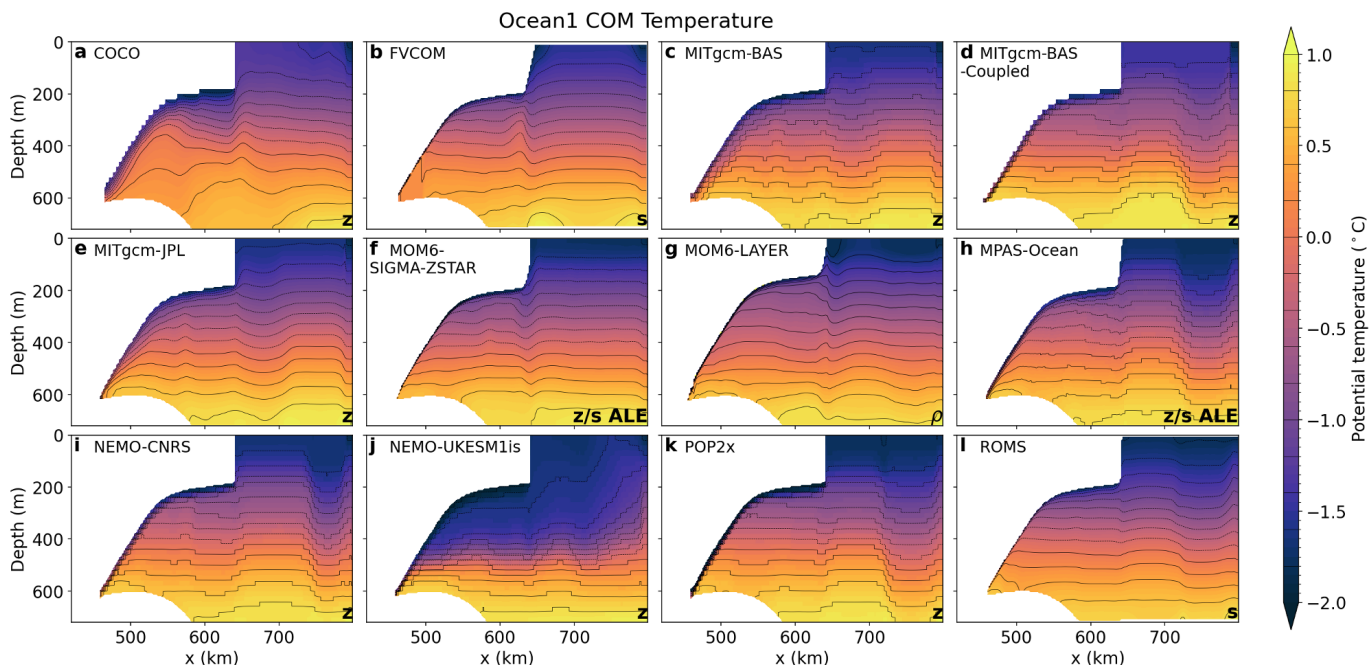 Ocean1 COM Temperature
a COCO
b FVCOM
c MITgcm-BAS
d MITgcm-BAS
-Coupled
0
200
400
600
Depth (m)
z
s
z
z
e MITgcm-JPL
f MOM6-
SIGMA-ZSTAR
g MOM6-LAYER
h MPAS-Ocean
0
200
400
600
Depth (m)
z
z/s ALE
ρ
z/s ALE
i NEMO-CNRS
j NEMO-UKESM1is
k POP2x
l ROMS
0
200
400
600
Depth (m)
z
z
z
s
500 600 700
500 600 700
500 600 700
500 600 700
x (km)
x (km)
x (km)
x (km)
1.0
0.5
0.0
−0.5
−1.0
−1.5
−2.0
Potential temperature (°C)